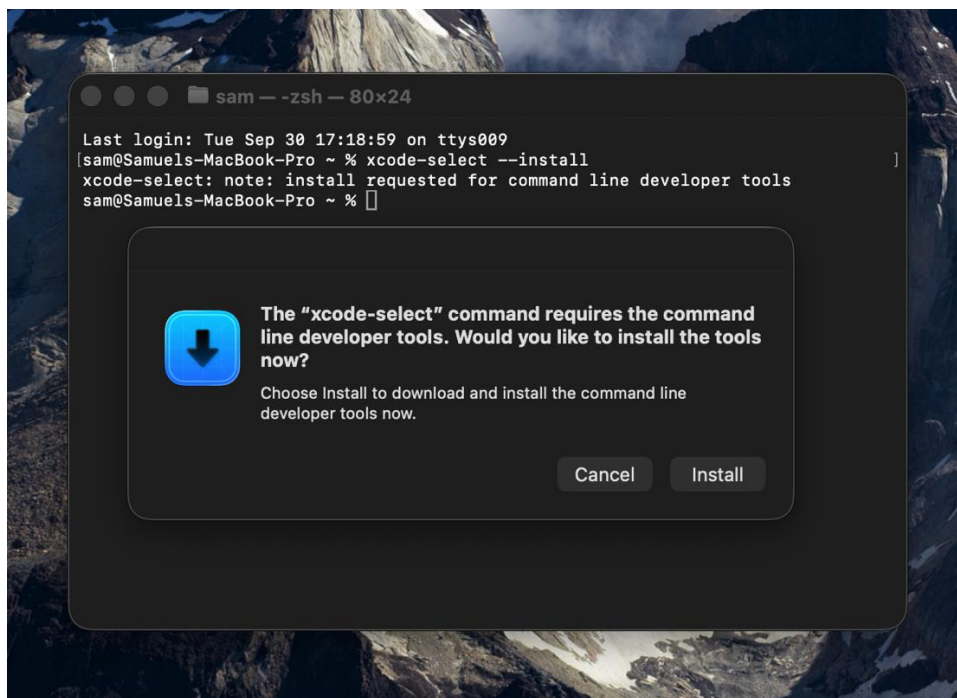 sam — -zsh — 80×24
Last login: Tue Sep 30 17:18:59 on ttys009
[sam@Samuels-MacBook-Pro ~ % xcode-select --install ]
xcode-select: note: install requested for command line developer tools
sam@Samuels-MacBook-Pro ~ %
The “xcode-select” command requires the command
line developer tools. Would you like to install the tools
now?
Choose Install to download and install the command line
developer tools now.
Cancel Install